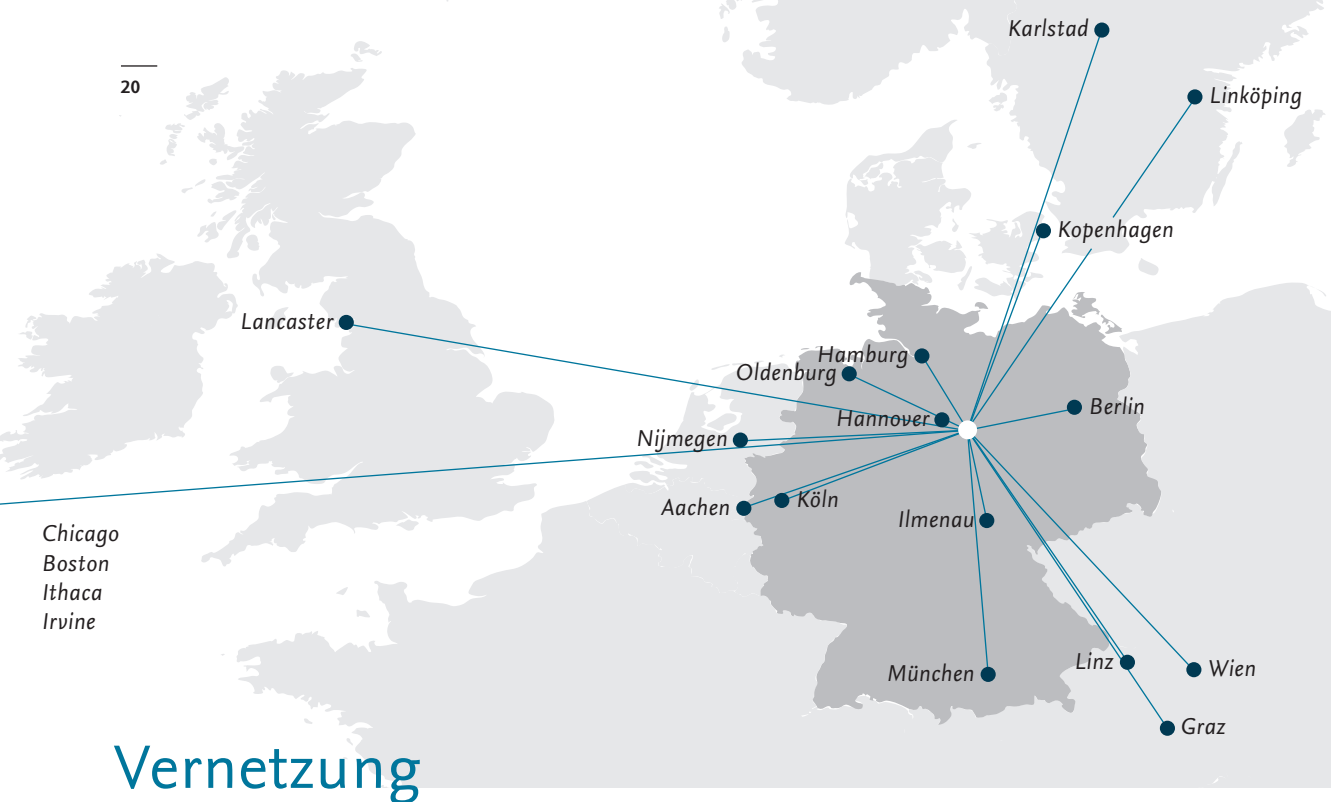 Karlstad
20
Linköping
Kopenhagen
Lancaster
Hamburg
Oldenburg
Berlin
Hannover
Nijmegen
Köln
Aachen
Ilmenau
Chicago
Boston
Ithaca
Irvine
Linz
Wien
München
Graz
Vernetzung